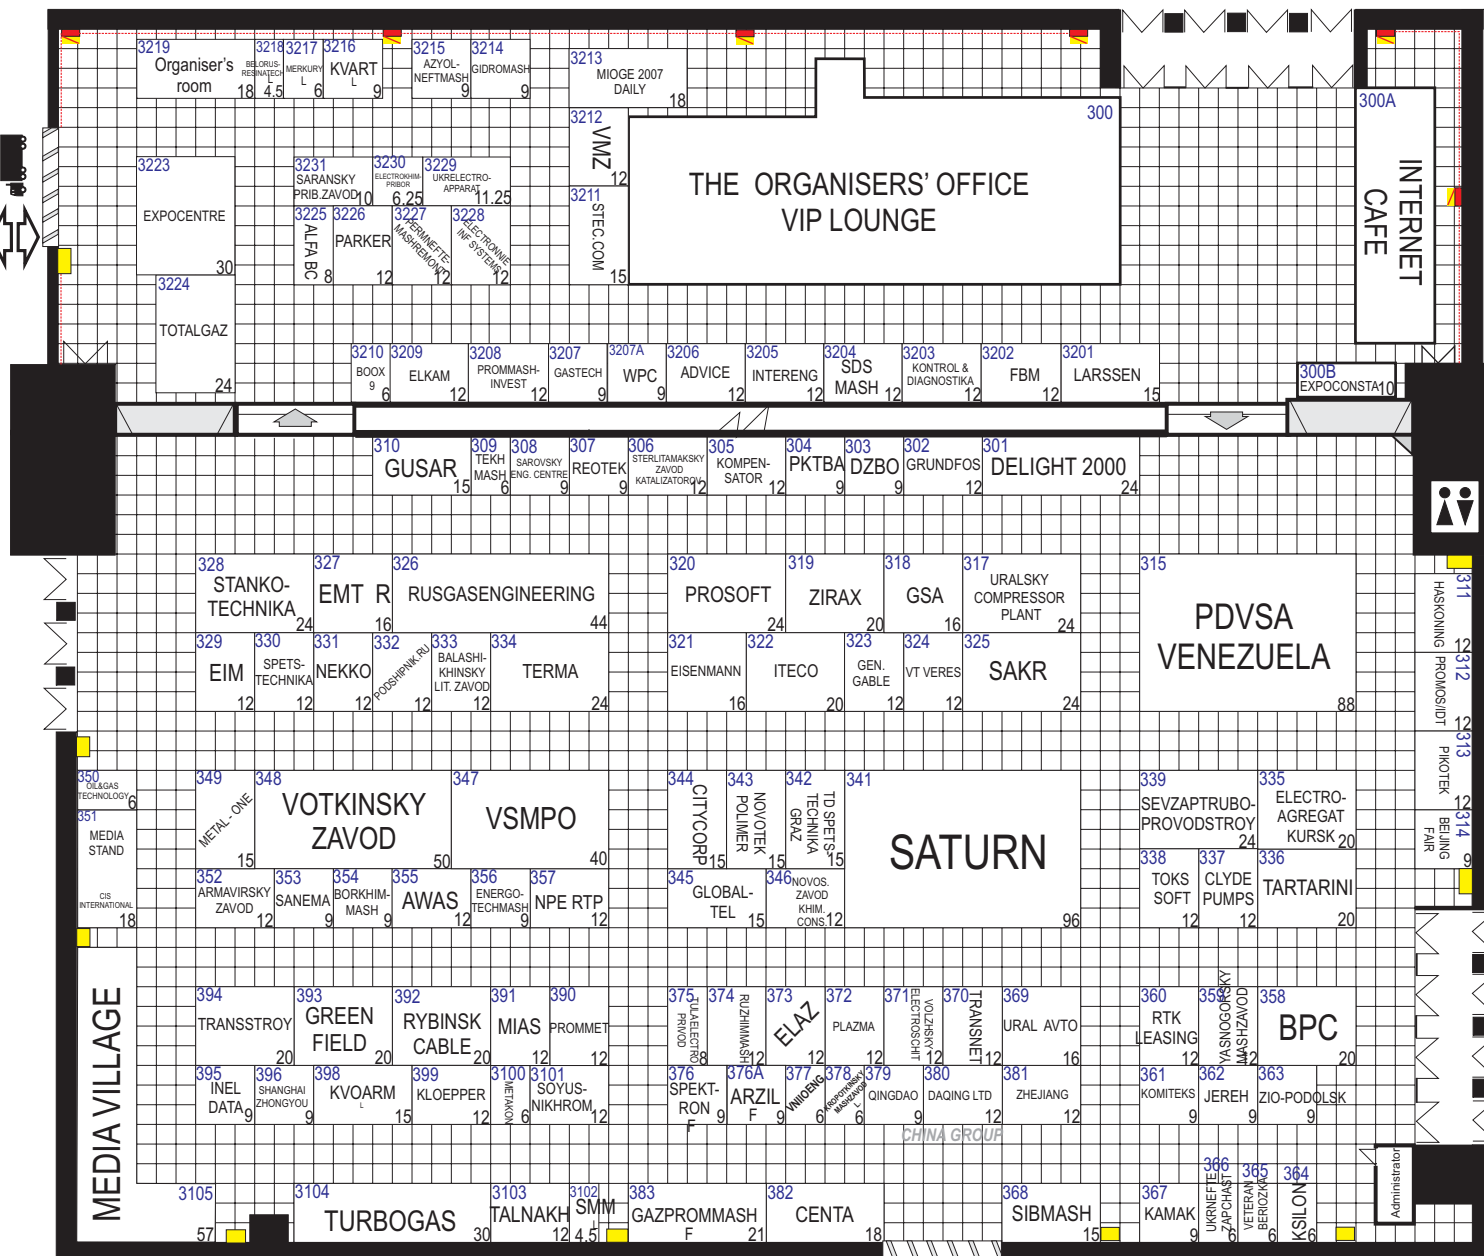 3219
Organiser's
room
18
3218
BELORUS-
RESINATECH
L
4.5
3217
MERKURY
L
6
3216
KVART
L
9
3215
AZYOL-
NEFTMASH
9
3214
GIDROMASH
9
3213
MIOGE 2007
DAILY
18
3212
VMZ
12
3211
STEC.COM
15
300
THE ORGANISERS' OFFICE
VIP LOUNGE
300A
INTERNET
CAFE
3223
EXPOCENTRE
30
3224
TOTALGAZ
24
3231
SARANSKY
PRIB.ZAVOD
10
3230
ELECTROKHIM-
PRIBOR
6.25
3229
UKRELECTRO-
APPARAT
11.25
3225
ALFA BC
8
3226
PARKER
12
3227
PERMNEFTE-
MASHREMONT
12
3228
ELECTRONNIE
INF SYSTEMS
12
3210
BOOX
9
6
3209
ELKAM
12
3208
PROMMASH-
INVEST
12
3207
GASTECH
9
3207A
WPC
9
3206
ADVICE
12
3205
INTERENG
12
3204
SDS
MASH
12
3203
KONTROL &
DIAGNOSTIKA
12
3202
FBM
12
3201
LARSSEN
15
300B
EXPOCONSTA
10
310
GUSAR
15
309
TEKH
MASH
6
308
SAROVSKY
ENG. CENTRE
9
307
REOTEK
9
306
STERLITAMAKSKY
ZAVOD
KATALIZATOROV
12
305
KOMPEN-
SATOR
12
304
PKTBA
9
303
DZBO
9
302
GRUNDFOS
12
301
DELIGHT 2000
24
328
STANKO-
TECHNIKA
24
327
EMT R
16
326
RUSGASENGINEERING
44
320
PROSOFT
24
319
ZIRAX
20
318
GSA
16
317
URALSKY
COMPRESSOR
PLANT
24
315
PDVSA
VENEZUELA
88
311
HASKONING
12
329
EIM
12
330
SPETS-
TECHNIKA
12
331
NEKKO
12
332
PODSHIPNIK.RU
12
333
BALASHI-
KHINSKY
LIT. ZAVOD
12
334
TERMA
24
321
EISENMANN
16
322
ITECO
20
323
GEN.
GABLE
12
324
VT VERES
12
325
SAKR
24
312
PROMOS/IDT
12
313
PIKOTEK
12
314
BEIJING
FAIR
9
350
OIL&GAS
TECHNOLOGY
6
351
MEDIA
STAND
CIS
INTERNATIONAL
18
349
METAL - ONE
15
348
VOTKINSKY
ZAVOD
50
347
VSMPO
40
344
CITYCORP
15
343
NOVOTEK
POLIMER
15
342
TD SPETS-
TECHNIKA
GRAZ
15
341
SATURN
96
339
SEVZAPTRUBO-
PROVODSTROY
24
335
ELECTRO-
AGREGAT
KURSK
20
352
ARMAVIRSKY
ZAVOD
12
353
SANEMA
9
354
BORKHIM-
MASH
9
355
AWAS
12
356
ENERGO-
TECHMASH
9
357
NPE RTP
12
345
GLOBAL-
TEL
15
346
NOVOS.
ZAVOD
KHIM.
CONS.
12
338
TOKS
SOFT
12
337
CLYDE
PUMPS
12
336
TARTARINI
20
MEDIA VILLAGE
394
TRANSSTROY
20
393
GREEN
FIELD
20
392
RYBINSK
CABLE
20
391
MIAS
12
390
PROMMET
12
375
TULAELECTRO
PRIVOD
8
374
RUZHIMMASH
12
373
ELAZ
12
372
PLAZMA
12
371
VOLZHSKY
ELECTROSCHIT
12
370
TRANSNET
12
369
URAL AVTO
16
360
RTK
LEASING
12
359
YASNOGORSKY
MASHZAVOD
12
358
BPC
20
395
INEL
DATA
9
396
SHANGHAI
ZHONGYOU
9
398
KVOARM
L
15
399
KLOEPPER
12
3100
METAKON
6
3101
SOYUS-
NIKHROM
12
376
SPEKT-
RON
F
9
376A
ARZIL
F
9
377
VNIIOENG
6
378
KROPOTKINSKY
MASHZAVOD
L
6
379
QINGDAO
9
380
DAQING LTD
12
381
ZHEJIANG
12
CHINA GROUP
361
KOMITEKS
9
362
JEREH
9
363
ZIO-PODOLSK
9
3105
57
3104
TURBOGAS
30
3103
TALNAKH
12
3102
SMM
L
4.5
383
GAZPROMMASH
F
21
382
CENTA
18
368
SIBMASH
15
367
KAMAK
9
366
UKRNEFTE
ZAPCHAST
6
365
VETERAN
BERIOZKA
6
364
KSILON
6
Administrator